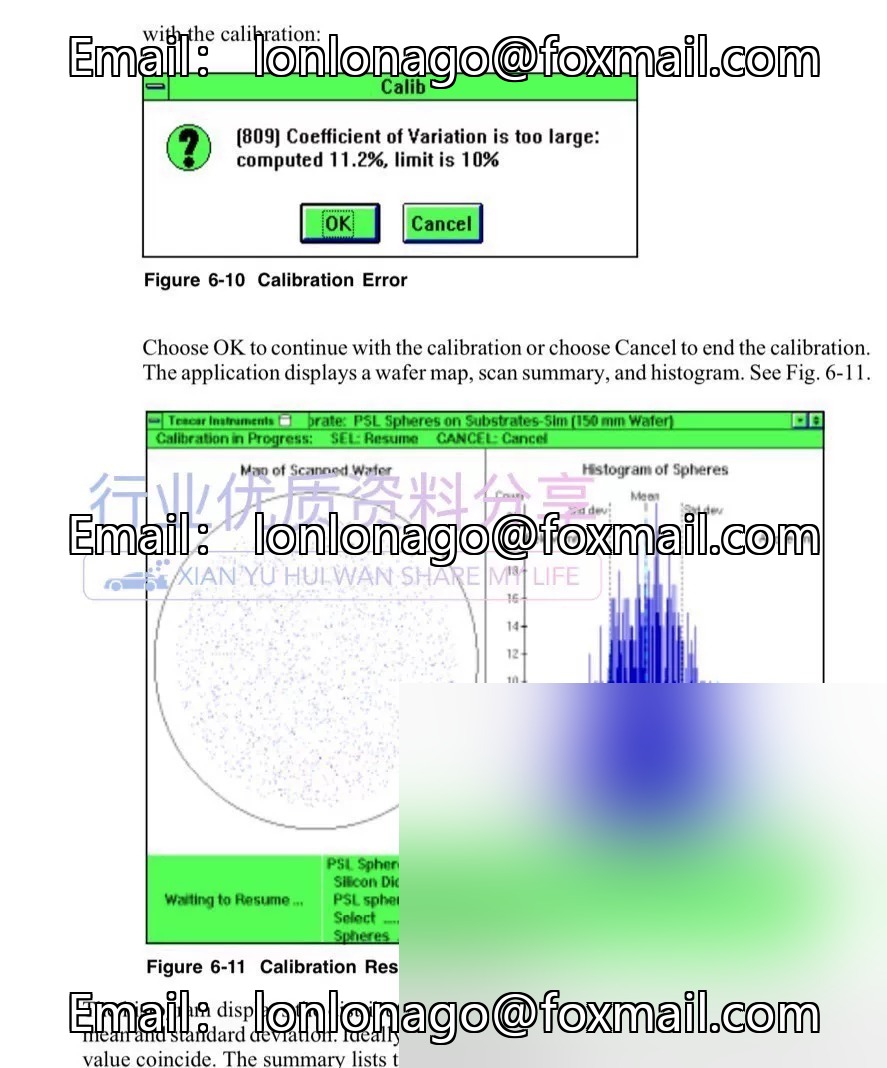 with the calibration:
Email： lonlonago@foxmail.com
Calib
(809) Coefficient of Variation is too large:
computed 11.2%, limit is 10%
OK Cancel
Figure 6-10 Calibration Error
Choose OK to continue with the calibration or choose Cancel to end the calibration.
The application displays a wafer map, scan summary, and histogram. See Fig. 6-11.
Tencor Instruments brate: PSL Spheres on Substrates-Sim (150 mm Wafer)
Calibration in Progress: SEL: Resume CANCEL: Cancel
Map of Scanned Wafer
Histogram of Spheres
Mean
Std dev
行业优质资料分享
Email： lonlonago@foxmail.com
XIAN YU HUI WAN SHARE MY LIFE
18
16
14
12
10
PSL Spher
Silicon Dio
PSL sphe
Waiting to Resume ...
Select ....
Spheres
Figure 6-11 Calibration Res
Email： lonlonago@foxmail.com
mean and standard deviation. Ideally
value coincide. The summary lists t